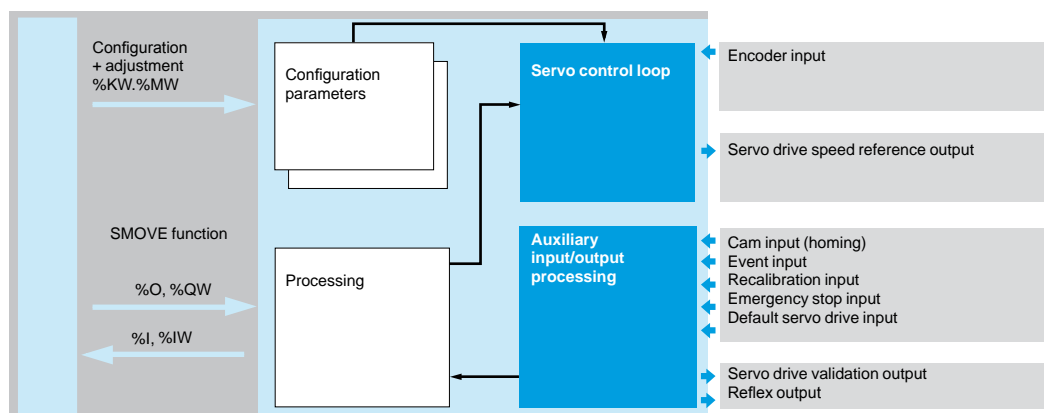 Configuration
+ adjustment
%KW.%MW
Configuration
parameters
Servo control loop
Encoder input
Servo drive speed reference output
SMOVE function
%O, %QW
%I, %IW
Processing
Auxiliary
input/output
processing
Cam input (homing)
Event input
Recalibration input
Emergency stop input
Default servo drive input
Servo drive validation output
Reflex output